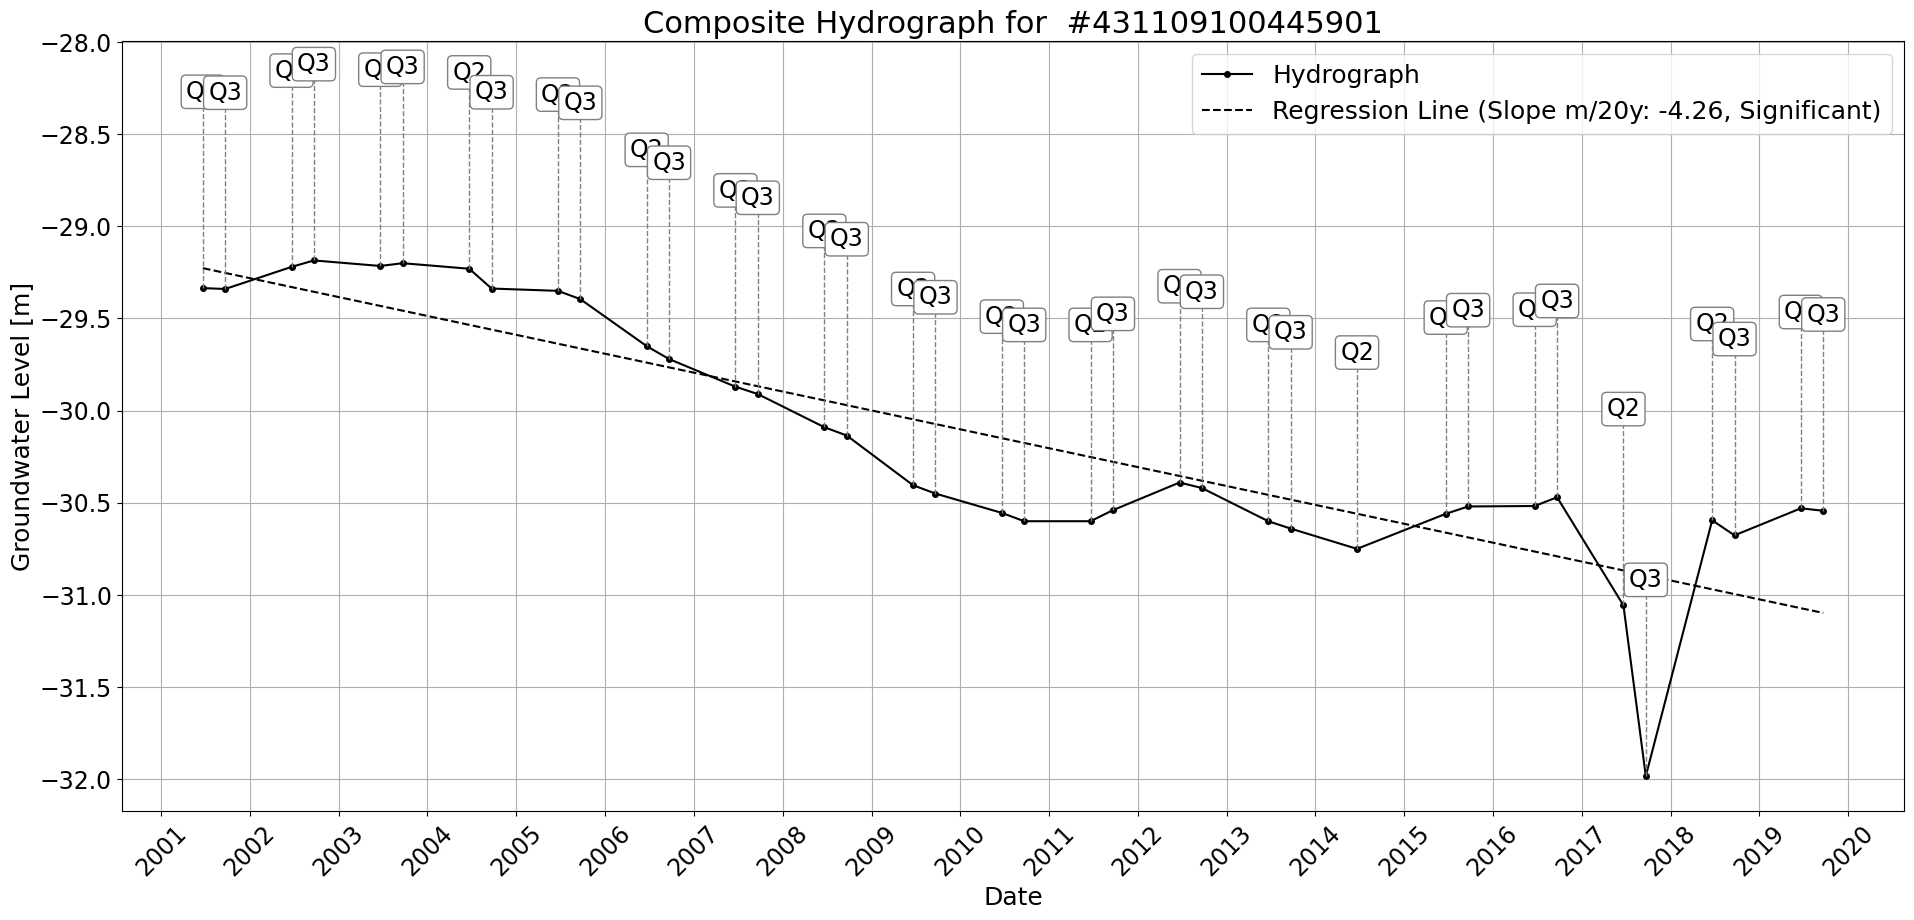 Composite Hydrograph for  #431109100445901
Hydrograph
Regression Line (Slope m/20y: -4.26, Significant)
Groundwater Level [m]
−28.0
−28.5
−29.0
−29.5
−30.0
−30.5
−31.0
−31.5
−32.0
Q3
Q3
Q3
Q2
Q3
Q3
Q3
Q3
Q3
Q3
Q3
Q3
Q3
Q3
Q2
Q3
Q3
Q2
Q3
Q3
Q3
2001
2002
2003
2004
2005
2006
2007
2008
2009
2010
2011
2012
2013
2014
2015
2016
2017
2018
2019
2020
Date